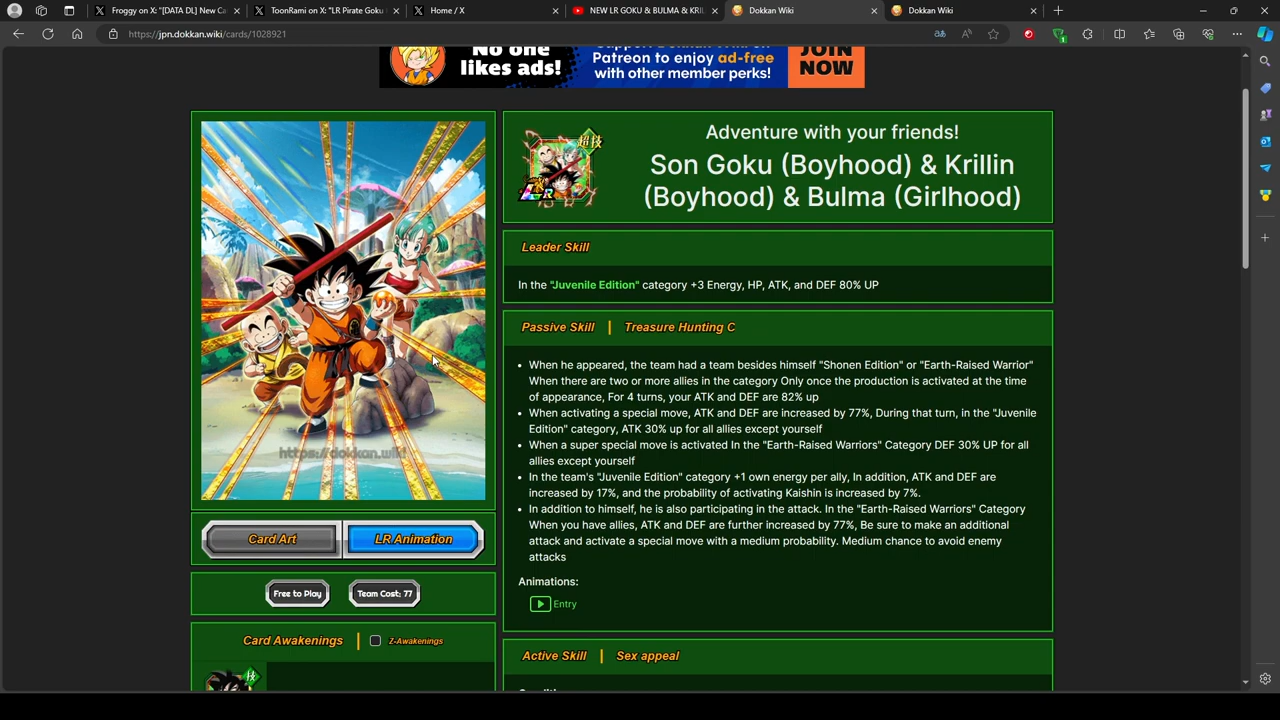 Froggy on X: "[DATA DL] New Ca
ToonRami on X: "LR Pirate Goku
Home / X
NEW LR GOKU & BULMA & KRIL
Dokkan Wiki
Dokkan Wiki
https://jpn.dokkan.wiki/cards/1028921
No one
likes ads!
Support Dokkan Wiki on
Patreon to enjoy ad-free
with other member perks!
JOIN
NOW
https://dokkan.wiki
Card Art
LR Animation
Free to Play
Team Cost: 77
Card Awakenings
Z-Awakenings
技
超技
LR
Adventure with your friends!
Son Goku (Boyhood) & Krillin
(Boyhood) & Bulma (Girlhood)
Leader Skill
In the "Juvenile Edition" category +3 Energy, HP, ATK, and DEF 80% UP
Passive Skill | Treasure Hunting C
When he appeared, the team had a team besides himself "Shonen Edition" or "Earth-Raised Warrior"
When there are two or more allies in the category Only once the production is activated at the time
of appearance, For 4 turns, your ATK and DEF are 82% up
When activating a special move, ATK and DEF are increased by 77%, During that turn, in the "Juvenile
Edition" category, ATK 30% up for all allies except yourself
When a super special move is activated In the "Earth-Raised Warriors" Category DEF 30% UP for all
allies except yourself
In the team's "Juvenile Edition" category +1 own energy per ally, In addition, ATK and DEF are
increased by 17%, and the probability of activating Kaishin is increased by 7%.
In addition to himself, he is also participating in the attack. In the "Earth-Raised Warriors" Category
When you have allies, ATK and DEF are further increased by 77%, Be sure to make an additional
attack and activate a special move with a medium probability. Medium chance to avoid enemy
attacks
Animations:
Entry
Active Skill | Sex appeal